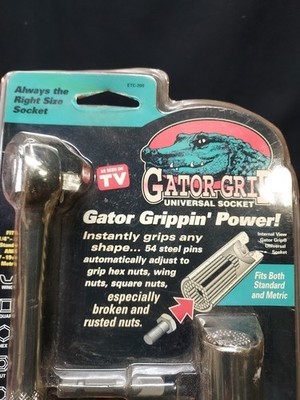 Always the
Right Size
Socket
ETC-200
AS SEEN ON
TV
GATOR GRIP
UNIVERSAL SOCKET
Gator Grippin' Power!
Instantly grips any
shape... 54 steel pins
automatically adjust to
grip hex nuts, wing
nuts, square nuts,
especially
broken and
rusted nuts.
Internal View
Gator Grip®
Universal
Socket
Fits Both
Standard
and Metric